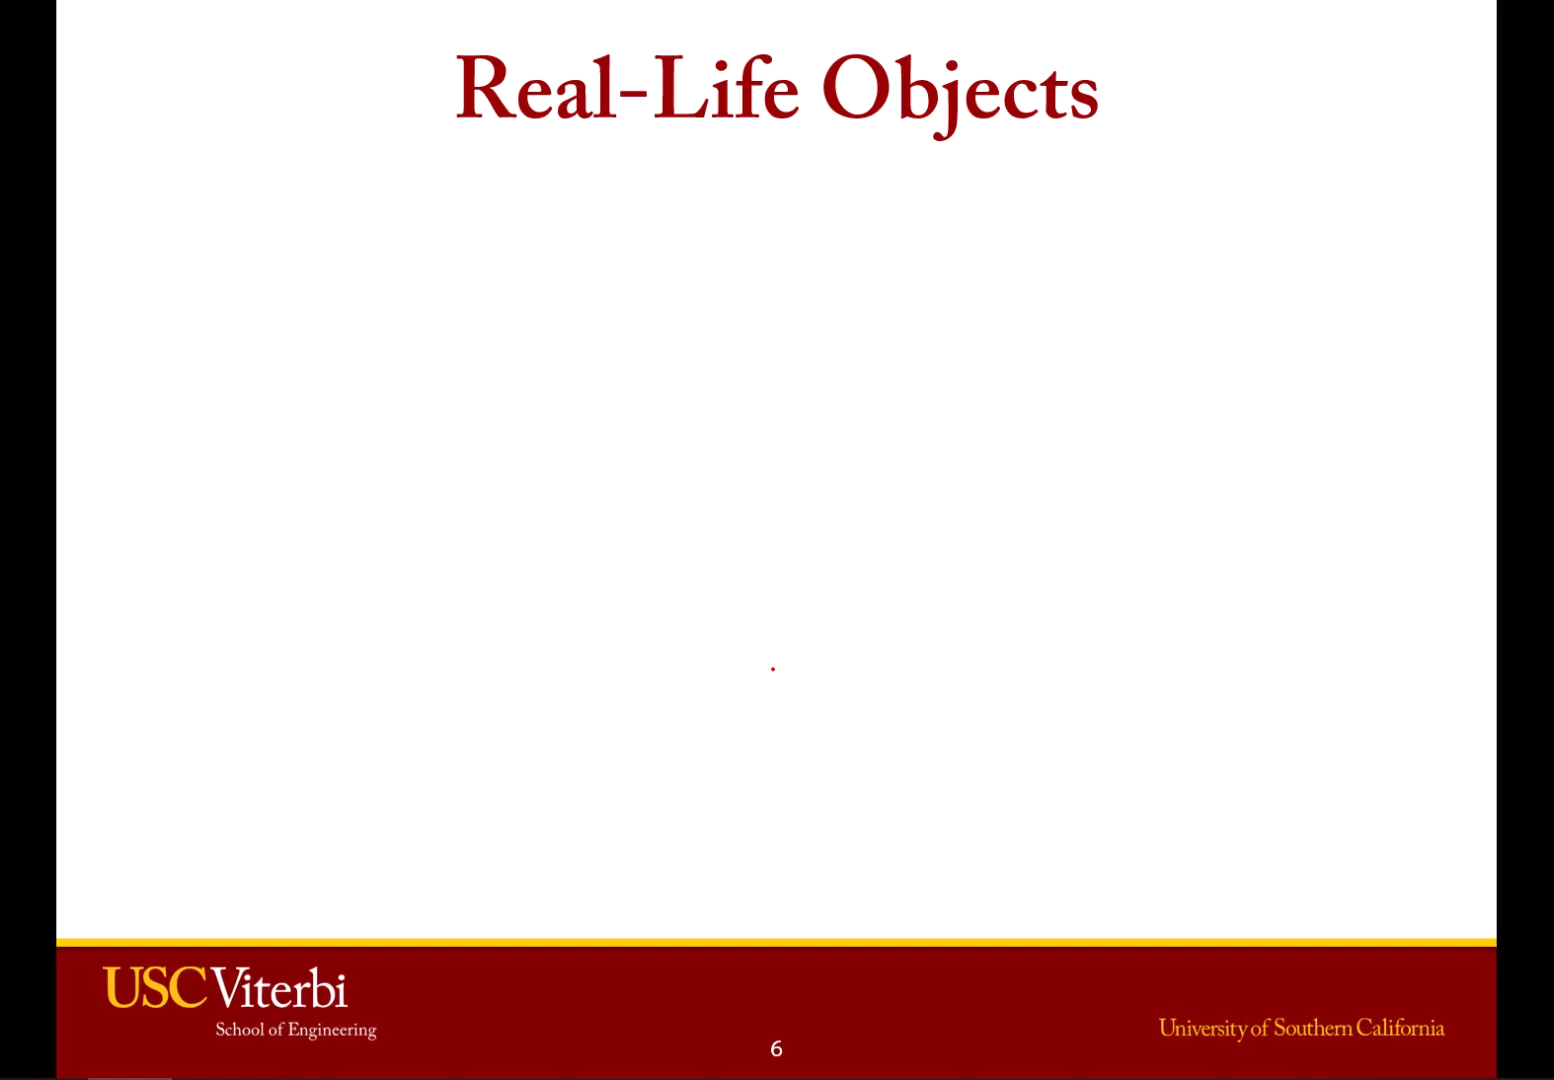 Real-Life Objects
USC Viterbi
School of Engineering
University of Southern California
6